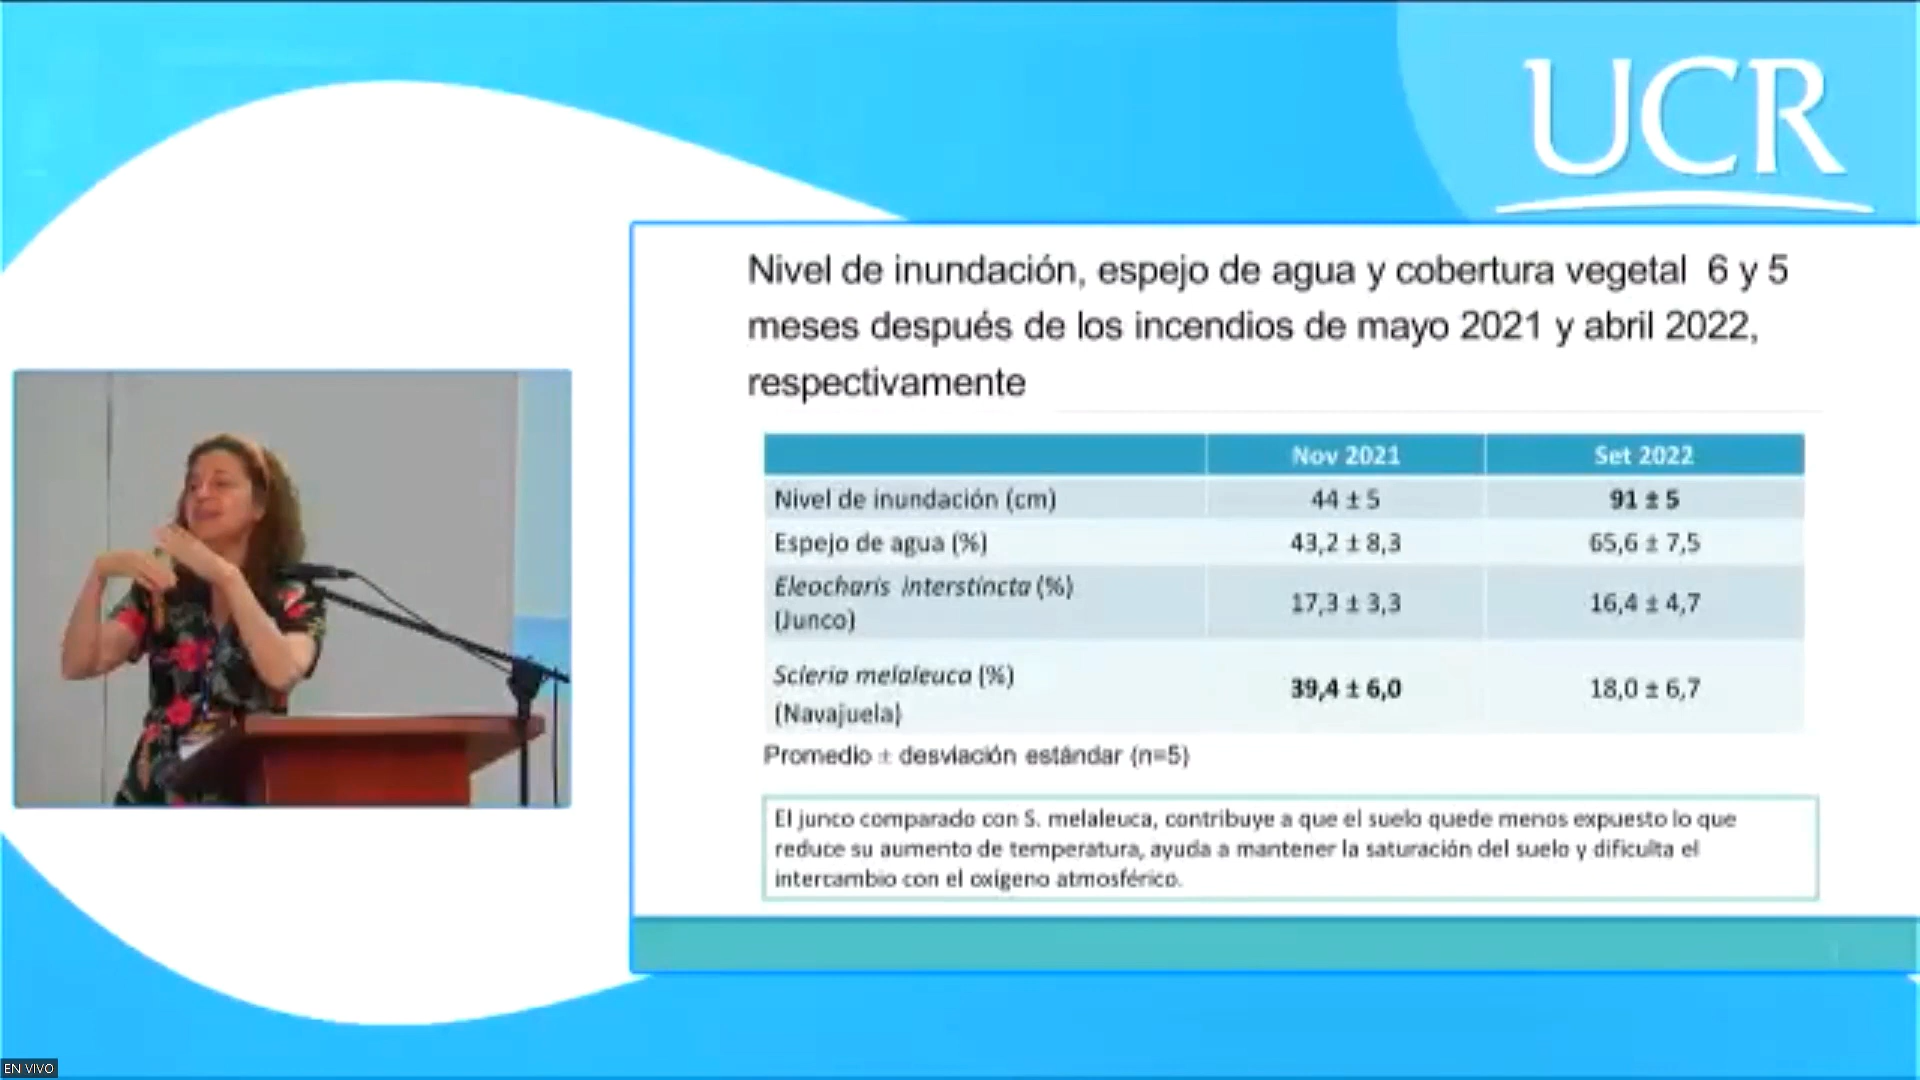 UCR
Nivel de inundación, espejo de agua y cobertura vegetal 6 y 5
meses después de los incendios de mayo 2021 y abril 2022,
respectivamente
Nov 2021 Set 2022
Nivel de inundación (cm) 44 ± 5 91 ± 5
Espejo de agua (%) 43,2 ± 8,3 65,6 ± 7,5
Eleocharis interstincta (%)
(Junco) 17,3 ± 3,3 16,4 ± 4,7
Scleria melaleuca (%)
(Navajuela) 39,4 ± 6,0 18,0 ± 6,7
Promedio ± desviación estándar (n=5)
El junco comparado con S. melaleuca, contribuye a que el suelo quede menos expuesto lo que
reduce su aumento de temperatura, ayuda a mantener la saturación del suelo y dificulta el
intercambio con el oxígeno atmosférico.
EN VIVO